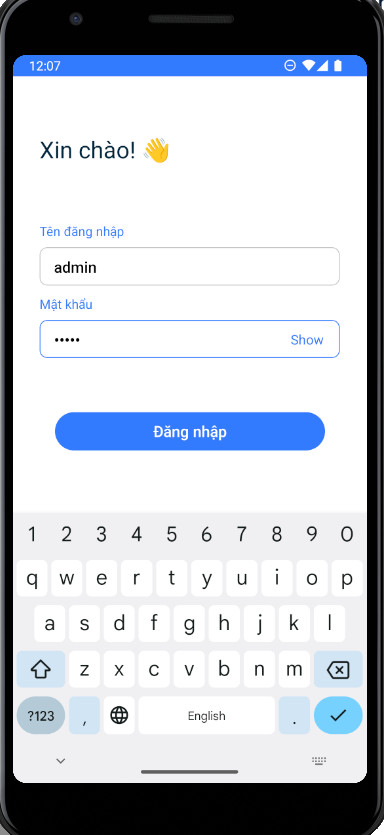 12:07
Xin chào! 👋
Tên đăng nhập
admin
Mật khẩu
•••••
Show
Đăng nhập
1 2 3 4 5 6 7 8 9 0
q w e r t y u i o p
a s d f g h j k l
z x c v b n m
?123 , English .